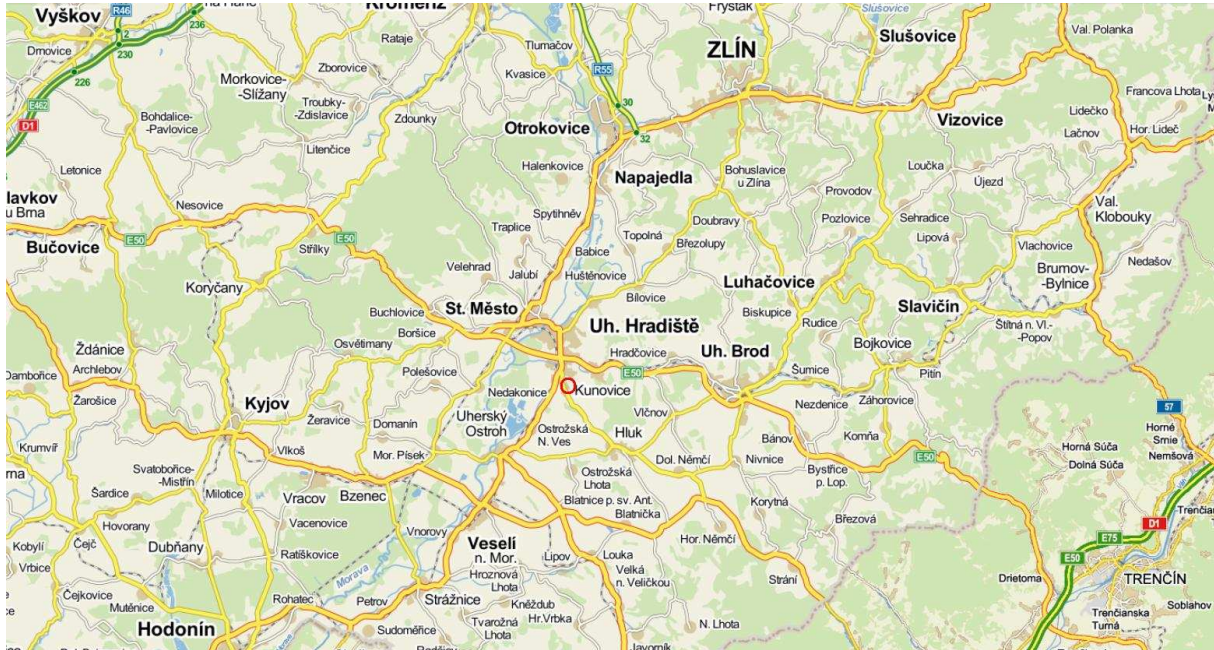 Vyškov
R46
2
236
230
226
Drnovice
Rataje
Tlumačov
Kvasice
R55
30
32
ZLÍN
Slušovice
Slušovice
Val. Polanka
Morkovice-
-Slížany
Zborovice
Troubky-
-Zdislavice
Zdounky
Litenčice
E462
D1
Bohdalice-
-Pavlovice
Letonice
Otrokovice
Halenkovice
Napajedla
Vizovice
Lidečko
Francova Lhota
Lačnov
Hor. Lideč
Loučka
Újezd
Bohuslavice
u Zlína
Provodov
lavkov
u Brna
Nesovice
Bučovice
E50
Střílky
E50
Spytihněv
Traplice
Topolná
Doubravy
Březolupy
Pozlovice
Sehradice
Lipová
Val.
Klobouky
Vlachovice
Nedašov
Brumov-
-Bylnice
Koryčany
Velehrad
Jalubí
Babice
Huštěnovice
Bílovice
Luhačovice
Biskupice
Rudice
Slavičín
Štítná n. Vl.-
-Popov
Buchlovice
St. Město
Boršice
Osvětimany
Uh. Hradiště
Hradčovice
Uh. Brod
Bojkovice
Pitín
Ždánice
Archlebov
Dambořice
Žarošice
Polešovice
Nedakonice
E50
Kunovice
Šumice
Nezdenice
Záhorovice
Kyjov
Žeravice
Domanín
Uherský
Ostroh
Ostrožská
N. Ves
Vlčnov
Hluk
57
Krumvíř
Vlkoš
Mor. Písek
Dol. Němčí
Nivnice
Bánov
Komňa
E50
Bystřice
p. Lop.
Horná Súča
Dolná Súča
Horné
Smie
Nemšová
Svatobořice-
-Mistřín
Šardice
Milotice
Vracov
Bzenec
Ostrožská
Lhota
Blatnice p. sv. Ant.
Blatnička
Korytná
Březová
Hovorany
Kobylí
Čejč
Vrbice
Dubňany
Vacenovice
Ratíškovice
Vnorovy
Veselí
n. Mor.
Lipov
Louka
Velká
n. Veličkou
Hor. Němčí
Strání
D1
E75
E50
TRENČÍN
Drietoma
Čejkovice
Mutěnice
Morava
Rohatec
Petrov
Strážnice
Hroznová
Lhota
Kněždub
Hr.Vrbka
Tvarožná
Lhota
N. Lhota
Hodonín
Sudoměřice
Trenčianska
Turná
Soblahov